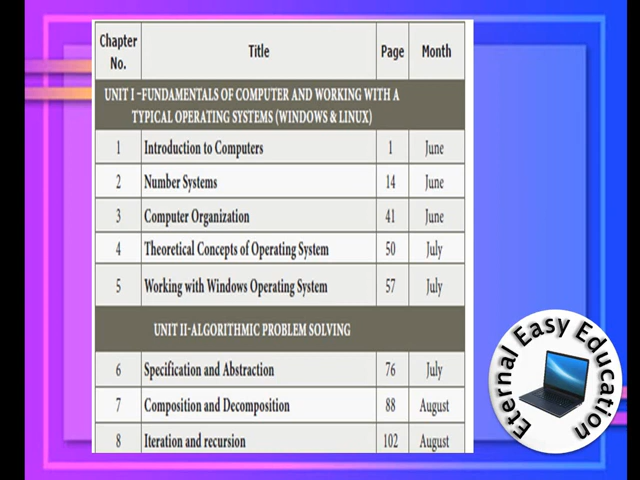 Chapter No. Title Page Month
UNIT I -FUNDAMENTALS OF COMPUTER AND WORKING WITH A
TYPICAL OPERATING SYSTEMS (WINDOWS & LINUX)
1 Introduction to Computers 1 June
2 Number Systems 14 June
3 Computer Organization 41 June
4 Theoretical Concepts of Operating System 50 July
5 Working with Windows Operating System 57 July
UNIT II-ALGORITHMIC PROBLEM SOLVING
6 Specification and Abstraction 76 July
7 Composition and Decomposition 88 August
8 Iteration and recursion 102 August
Eternal Easy Education